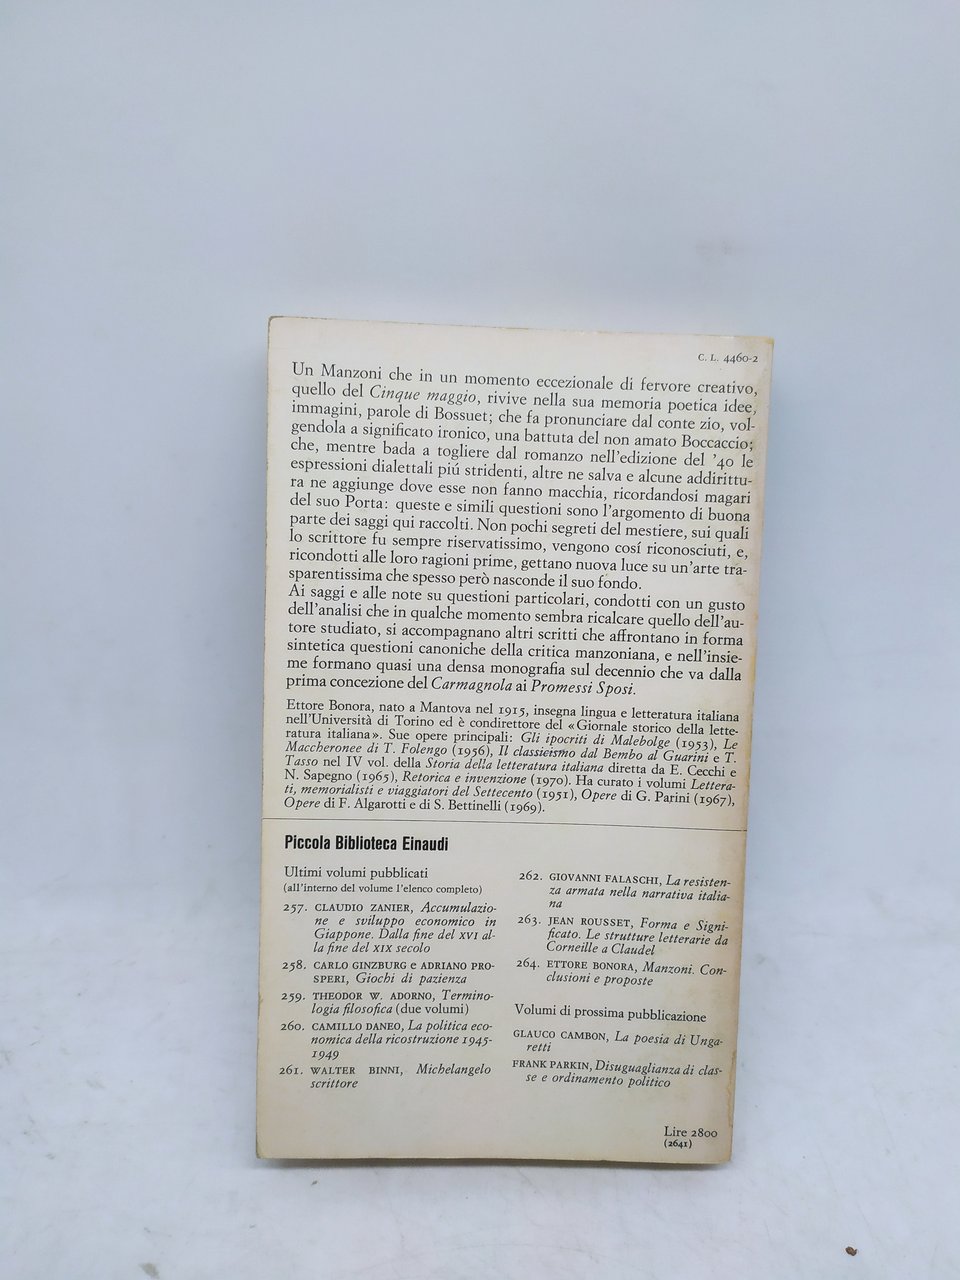 C. L. 4460-2
Un Manzoni che in un momento eccezionale di fervore creativo,
quello del Cinque maggio, rivive nella sua memoria poetica idee,
immagini, parole di Bossuet; che fa pronunciare dal conte zio, vol-
gendola a significato ironico, una battuta del non amato Boccaccio;
che, mentre bada a togliere dal romanzo nell'edizione del '40 le
espressioni dialettali piú stridenti, altre ne salva e alcune addirittu-
ra ne aggiunge dove esse non fanno macchia, ricordandosi magari
del suo Porta: queste e simili questioni sono l'argomento di buona
parte dei saggi qui raccolti. Non pochi segreti del mestiere, sui quali
lo scrittore fu sempre riservatissimo, vengono cosí riconosciuti, e,
ricondotti alle loro ragioni prime, gettano nuova luce su un'arte tra-
sparentissima che spesso però nasconde il suo fondo.
Ai saggi e alle note su questioni particolari, condotti con un gusto
dell'analisi che in qualche momento sembra ricalcare quello dell'au-
tore studiato, si accompagnano altri scritti che affrontano in forma
sintetica questioni canoniche della critica manzoniana, e nell'insie-
me formano quasi una densa monografia sul decennio che va dalla
prima concezione del Carmagnola ai Promessi Sposi.
Ettore Bonora, nato a Mantova nel 1915, insegna lingua e letteratura italiana
nell'Università di Torino ed è condirettore del «Giornale storico della lette-
ratura italiana». Sue opere principali: Gli ipocriti di Malebolge (1953), Le
Maccheronee di T. Folengo (1956), Il classicismo dal Bembo al Guarini e T.
Tasso nel IV vol. della Storia della letteratura italiana diretta da E. Cecchi e
N. Sapegno (1965), Retorica e invenzione (1970). Ha curato i volumi Lettera-
ti, memorialisti e viaggiatori del Settecento (1951), Opere di G. Parini (1967),
Opere di F. Algarotti e di S. Bettinelli (1969).
Piccola Biblioteca Einaudi
Ultimi volumi pubblicati
(all'interno del volume l'elenco completo)
257. CLAUDIO ZANIER, Accumulazio-
ne e sviluppo economico in
Giappone. Dalla fine del XVI al-
la fine del XIX secolo
258. CARLO GINZBURG e ADRIANO PRO-
SPERI, Giochi di pazienza
259. THEODOR W. ADORNO, Termino-
logia filosofica (due volumi)
260. CAMILLO DANEO, La politica eco-
nomica della ricostruzione 1945-
1949
261. WALTER BINNI, Michelangelo
scrittore
262. GIOVANNI FALASCHI, La resisten-
za armata nella narrativa italia-
na
263. JEAN ROUSSET, Forma e Signi-
ficato. Le strutture letterarie da
Corneille a Claudel
264. ETTORE BONORA, Manzoni. Con-
clusioni e proposte
Volumi di prossima pubblicazione
GLAUCO CAMBON, La poesia di Unga-
retti
FRANK PARKIN, Disuguaglianza di clas-
se e ordinamento politico
Lire 2800
(2641)